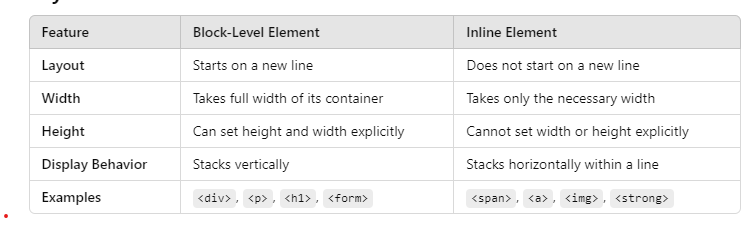 Feature Block-Level Element Inline Element
Layout Starts on a new line Does not start on a new line
Width Takes full width of its container Takes only the necessary width
Height Can set height and width explicitly Cannot set width or height explicitly
Display Behavior Stacks vertically Stacks horizontally within a line
Examples <div>, <p>, <h1>, <form> <span>, <a>, <img>, <strong>